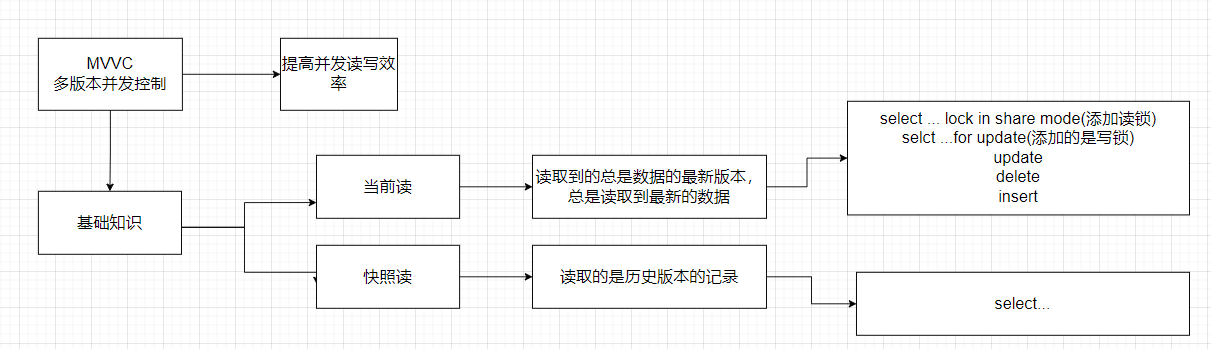 MVVC
多版本并发控制
提高并发读写效
率
select ... lock in share mode(添加读锁)
selct ...for update(添加的是写锁)
update
delete
insert
当前读
读取到的总是数据的最新版本，
总是读取到最新的数据
基础知识
快照读
读取的是历史版本的记录
select...